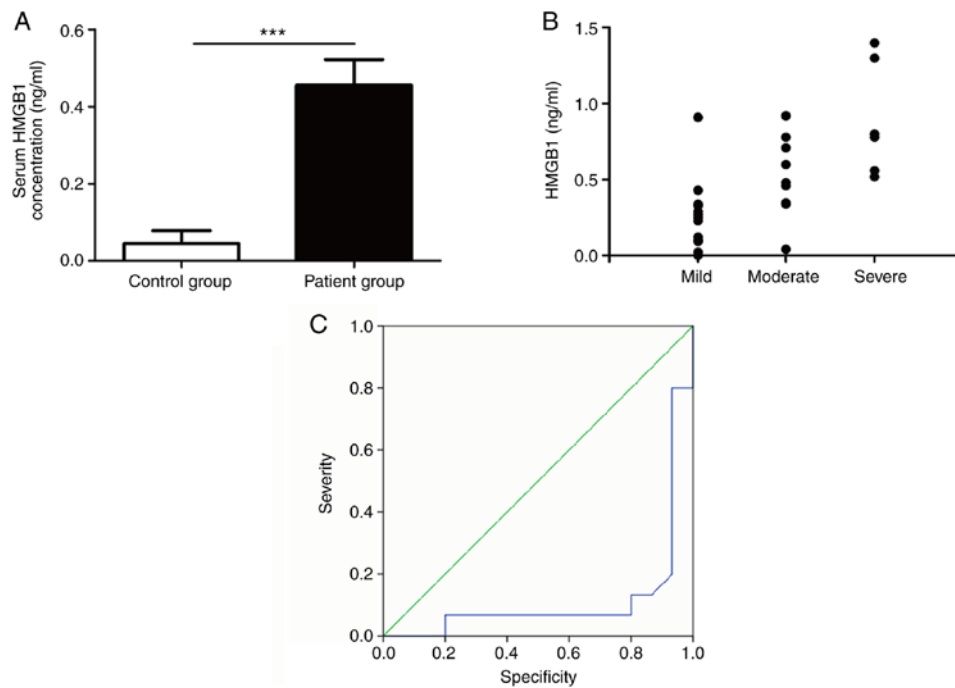 A
Serum HMGB1
concentration (ng/ml)
0.6
0.4
0.2
0.0
***
Control group
Patient group
B
HMGB1 (ng/ml)
1.5
1.0
0.5
0.0
Mild
Moderate
Severe
C
Severity
1.0
0.8
0.6
0.4
0.2
0.0
0.0 0.2 0.4 0.6 0.8 1.0
Specificity